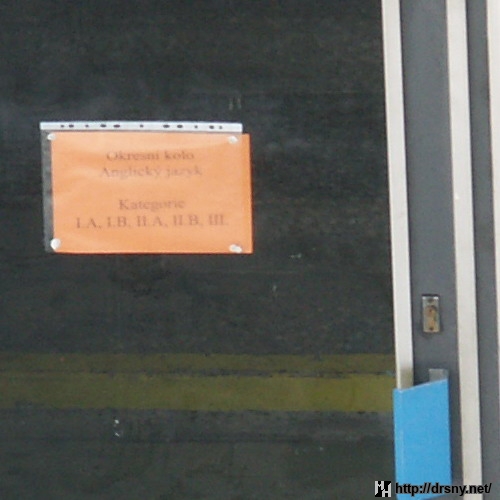 Okresní kolo
Anglický jazyk
Kategorie
I.A, I.B, II.A, II.B, III.
http://drsny.net/